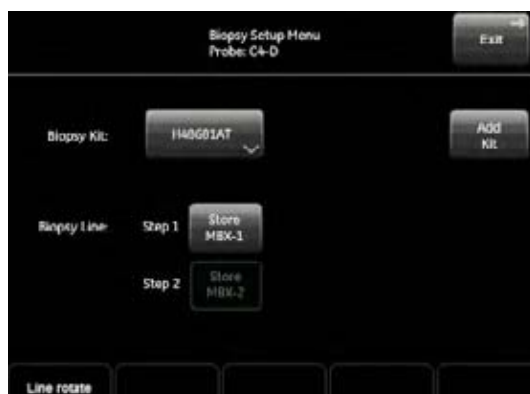 Biopsy Setup Menu
Probe: C4-D
Exit
Biopsy Kit:
H48681AT
Add
Kit
Biopsy Line:
Step 1
Store
MBX-1
Step 2
Store
MBX-2
Line rotate